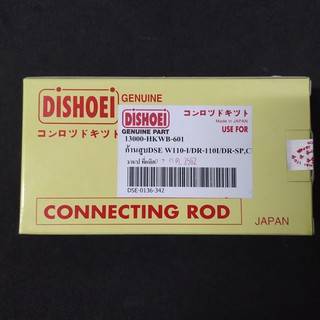 DiSHOEi
GENUINE
コンロッドキット
DiSHOEi
GENUINE PART
コンロッドキット
Made in JAPAN
USE FOR
13000-HKWB-601
ก้านสูบDSE W110-I/DR-110I/DR-SP,C
DSE-0136-342
CONNECTING ROD
JAPAN